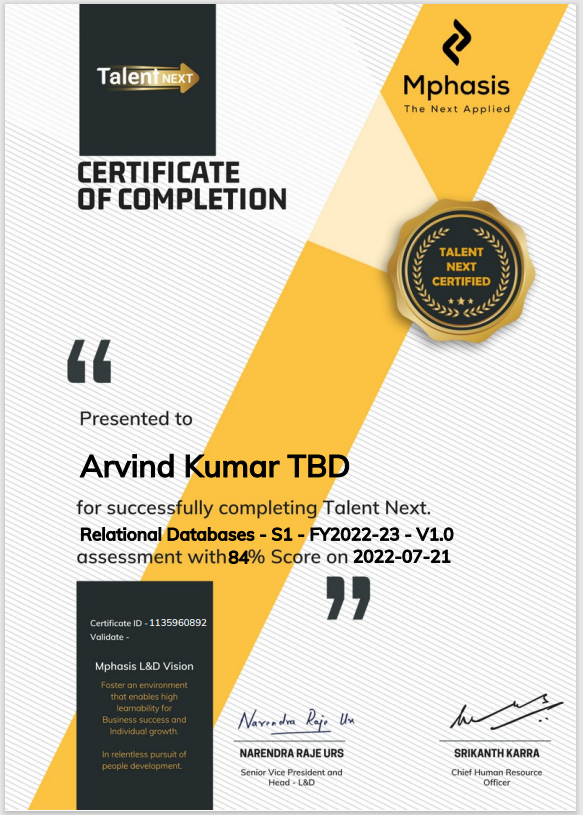 Talent NEXT
Mphasis
The Next Applied
CERTIFICATE
OF COMPLETION
TALENT
NEXT
CERTIFIED
“
Presented to
Arvind Kumar TBD
for successfully completing Talent Next.
Relational Databases - S1 - FY2022-23 - V1.0
assessment with 84% Score on 2022-07-21
”
Certificate ID - 1135960892
Validate -
Mphasis L&D Vision
Foster an environment
that enables high
learnability for
Business success and
Individual growth.
In relentless pursuit of
people development.
Narendra Raje Urs
NARENDRA RAJE URS
Senior Vice President and
Head - L&D
SRIKANTH KARRA
Chief Human Resource
Officer